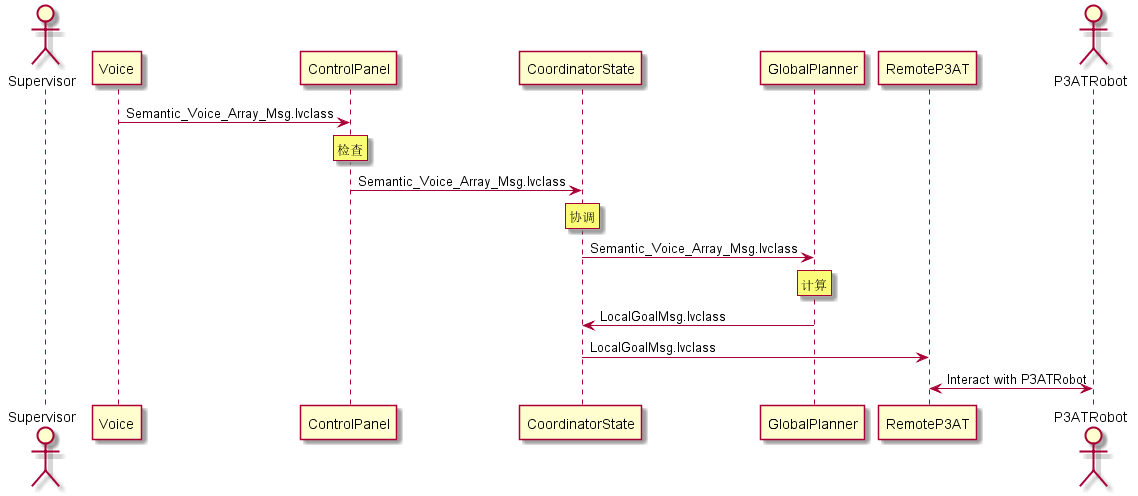 Supervisor
Voice
ControlPanel
CoordinatorState
GlobalPlanner
RemoteP3AT
P3ATRobot
Semantic_Voice_Array_Msg.lvclass
检查
Semantic_Voice_Array_Msg.lvclass
协调
Semantic_Voice_Array_Msg.lvclass
计算
LocalGoalMsg.lvclass
LocalGoalMsg.lvclass
Interact with P3ATRobot
Supervisor
Voice
ControlPanel
CoordinatorState
GlobalPlanner
RemoteP3AT
P3ATRobot